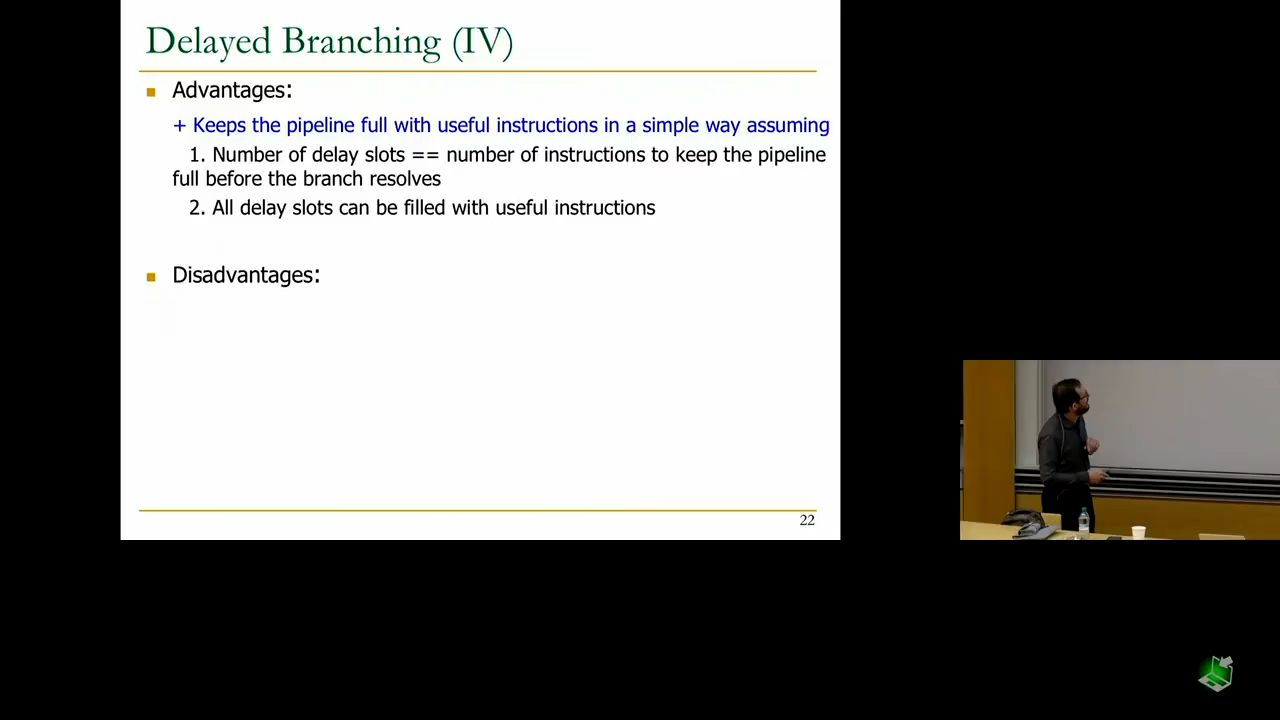 Delayed Branching (IV)
Advantages:
+ Keeps the pipeline full with useful instructions in a simple way assuming
1. Number of delay slots == number of instructions to keep the pipeline
full before the branch resolves
2. All delay slots can be filled with useful instructions
Disadvantages:
22